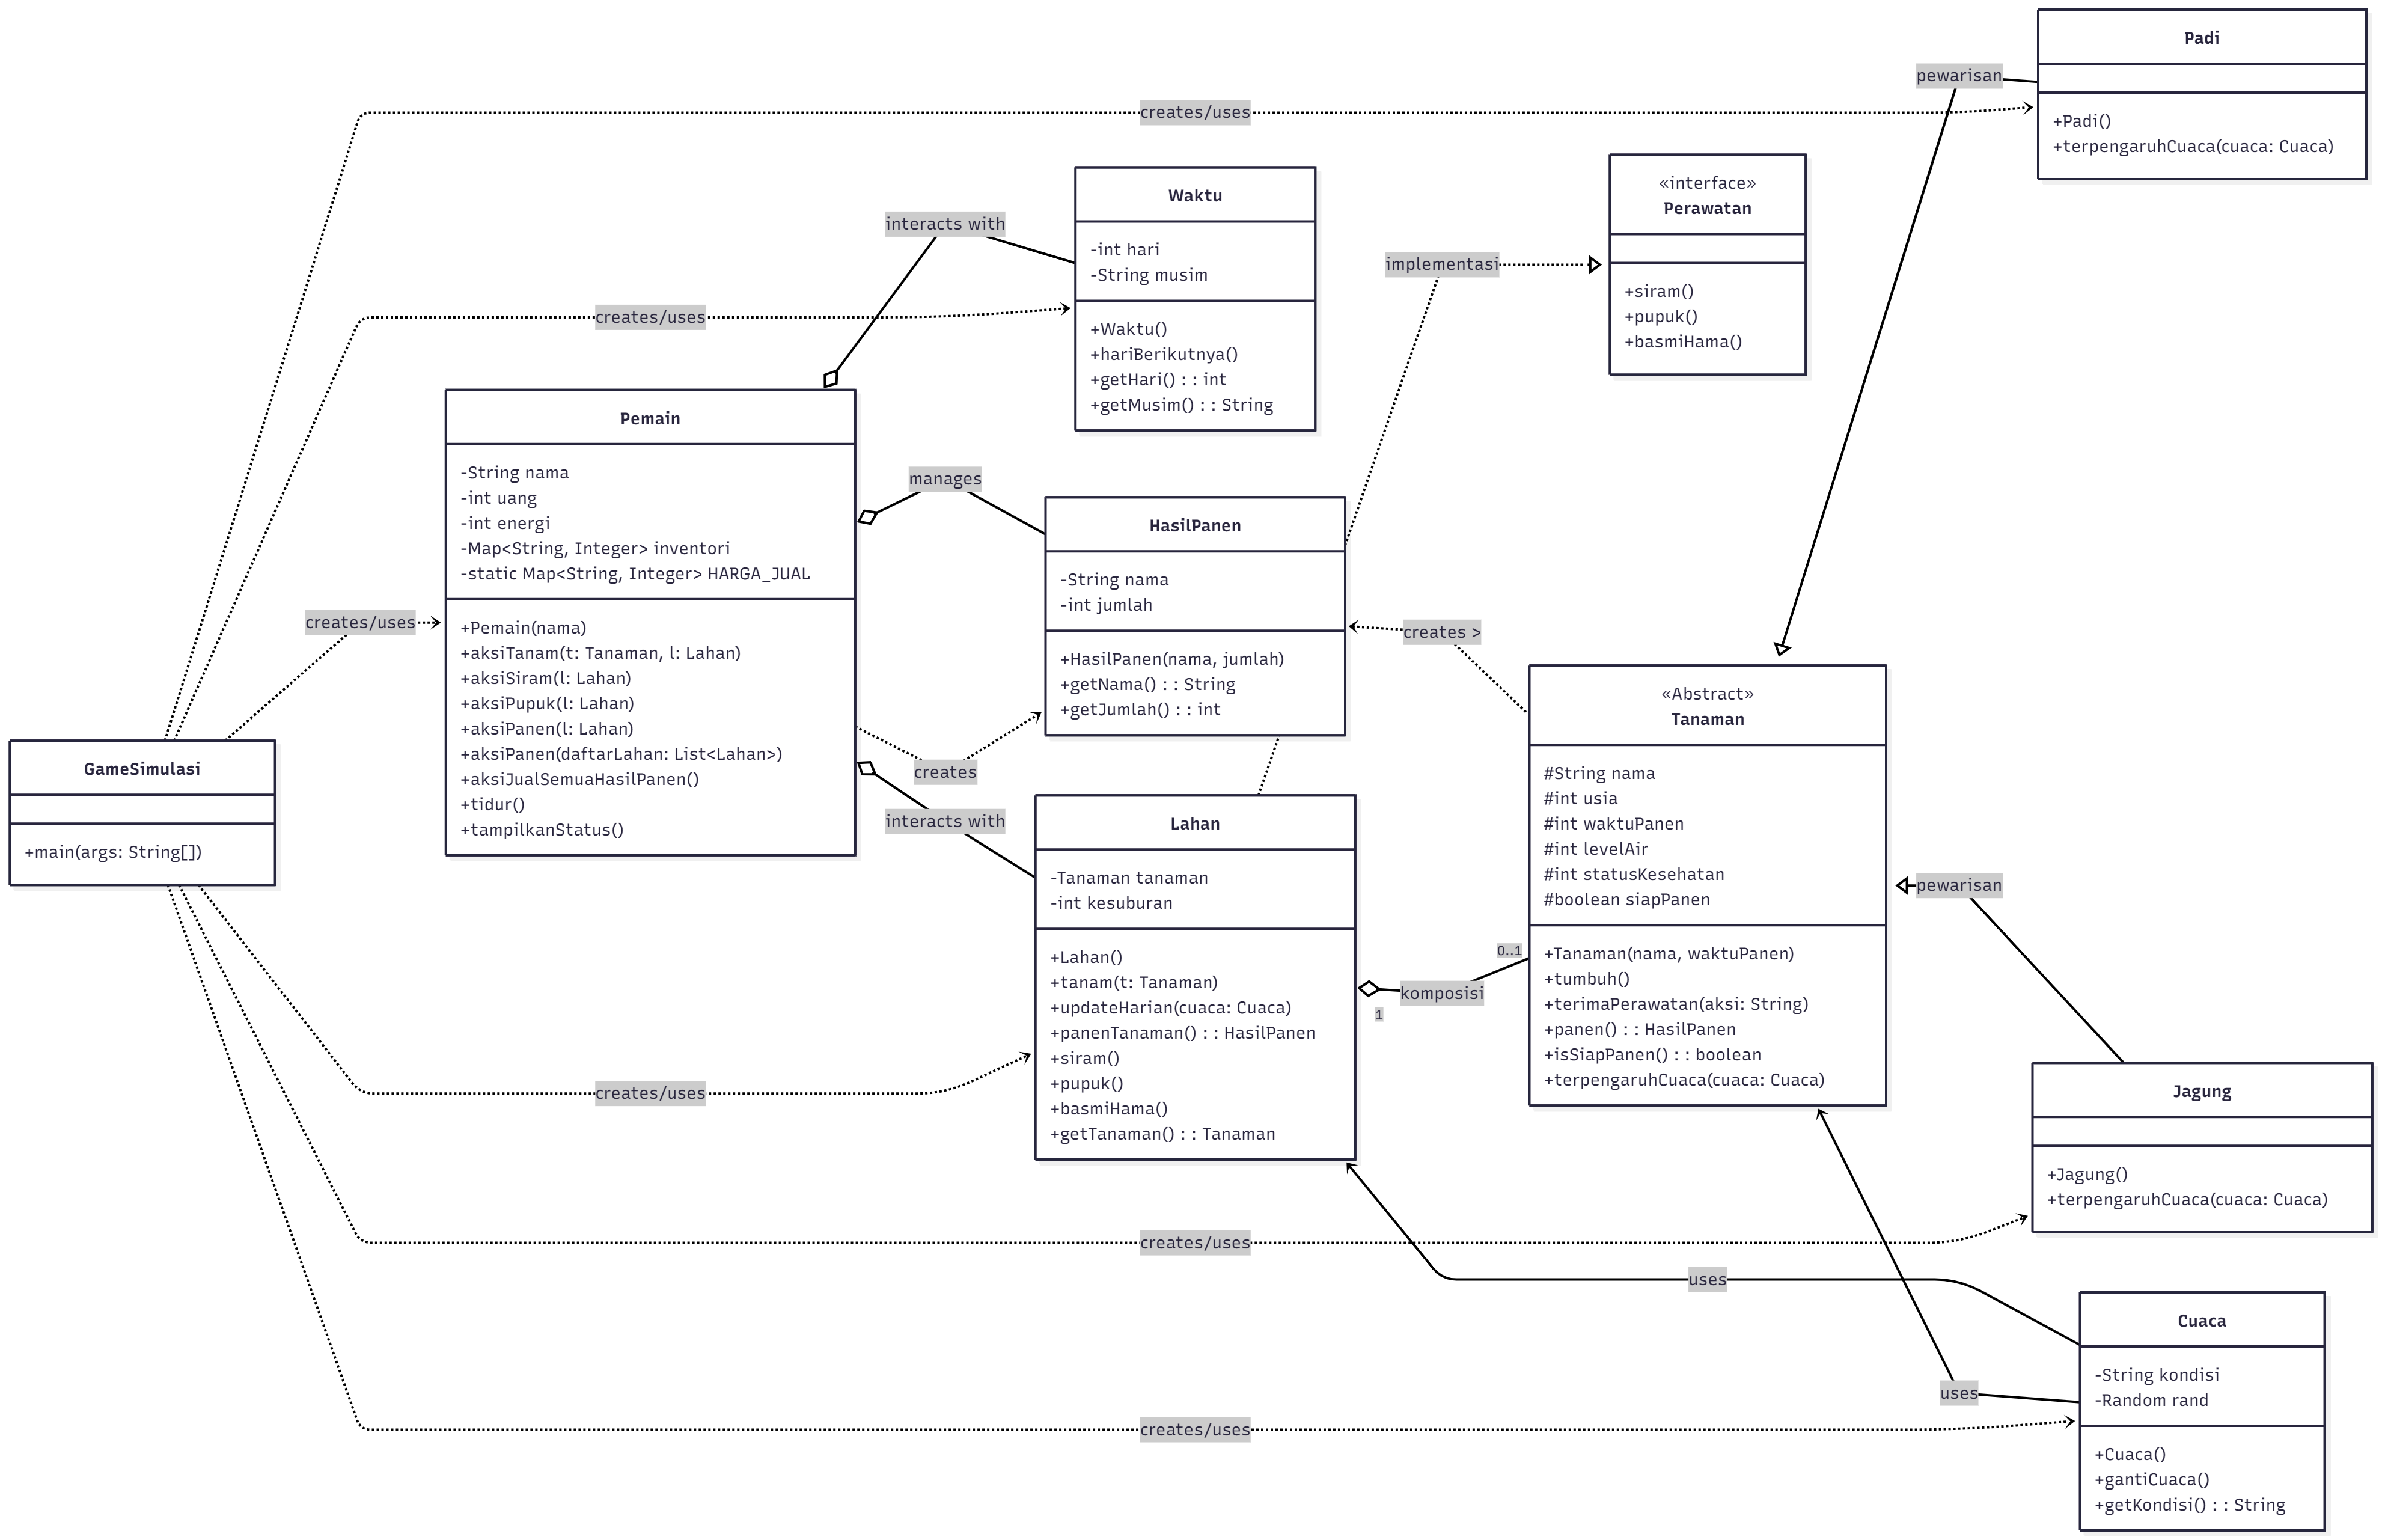 Padi
+Padi()
+terpengaruhCuaca(cuaca: Cuaca)
pewarisan
creates/uses
«interface»
Perawatan
+siram()
+pupuk()
+basmiHama()
Waktu
-int hari
-String musim
+Waktu()
+hariBerikutnya()
+getHari() : : int
+getMusim() : : String
interacts with
implementasi
creates/uses
Pemain
-String nama
-int uang
-int energi
-Map<String, Integer> inventori
-static Map<String, Integer> HARGA_JUAL
+Pemain(nama)
+aksiTanam(t: Tanaman, l: Lahan)
+aksiSiram(l: Lahan)
+aksiPupuk(l: Lahan)
+aksiPanen(l: Lahan)
+aksiPanen(daftarLahan: List<Lahan>)
+aksiJualSemuaHasilPanen()
+tidur()
+tampilkanStatus()
manages
HasilPanen
-String nama
-int jumlah
+HasilPanen(nama, jumlah)
+getNama() : : String
+getJumlah() : : int
creates/uses
creates >
creates
interacts with
«Abstract»
Tanaman
#String nama
#int usia
#int waktuPanen
#int levelAir
#int statusKesehatan
#boolean siapPanen
+Tanaman(nama, waktuPanen)
+tumbuh()
+terimaPerawatan(aksi: String)
+panen() : : HasilPanen
+isSiapPanen() : : boolean
+terpengaruhCuaca(cuaca: Cuaca)
GameSimulasi
+main(args: String[])
Lahan
-Tanaman tanaman
-int kesuburan
+Lahan()
+tanam(t: Tanaman)
+updateHarian(cuaca: Cuaca)
+panenTanaman() : : HasilPanen
+siram()
+pupuk()
+basmiHama()
+getTanaman() : : Tanaman
pewarisan
0..1
komposisi
1
creates/uses
Jagung
+Jagung()
+terpengaruhCuaca(cuaca: Cuaca)
creates/uses
uses
uses
Cuaca
-String kondisi
-Random rand
+Cuaca()
+gantiCuaca()
+getKondisi() : : String
creates/uses